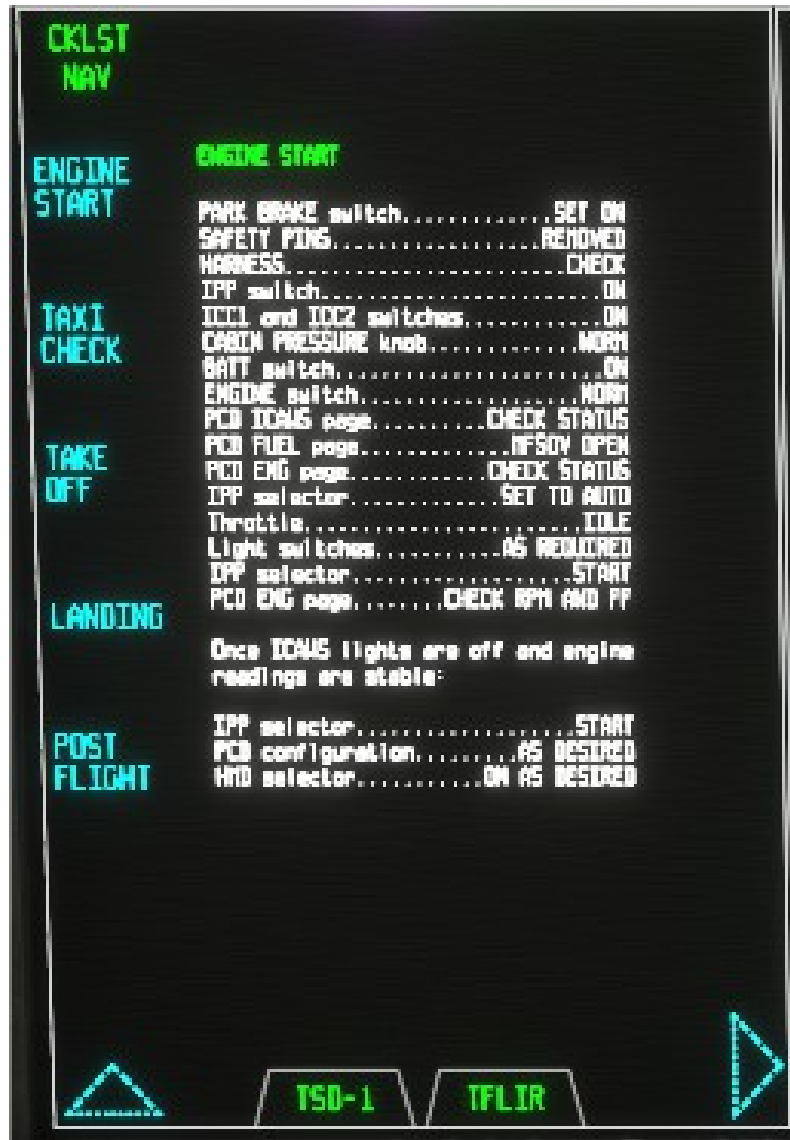 CKLST
NAV
ENGINE
START
TAXI
CHECK
TAKE
OFF
LANDING
POST
FLIGHT
ENGINE START
PARK BRAKE switch.............SET ON
SAFETY PINS..................REMOVED
HARNESS........................CHECK
IPP switch........................ON
ICC1 and ICC2 switches............ON
CABIN PRESSURE knob.............NORM
BATT switch.......................ON
ENGINE switch...................NORM
PCD ICAWS page..........CHECK STATUS
PCD FUEL page.............MFSOV OPEN
PCD ENG page............CHECK STATUS
IPP selector.............SET TO AUTO
Throttle........................IDLE
Light switches...........AS REQUIRED
IPP selector...................START
PCD ENG page........CHECK RPM AND FF
Once ICAWS lights are off and engine
readings are stable:
IPP selector...................START
PCD configuration.........AS DESIRED
HMD selector...........ON AS DESIRED
TSD-1
TFLIR